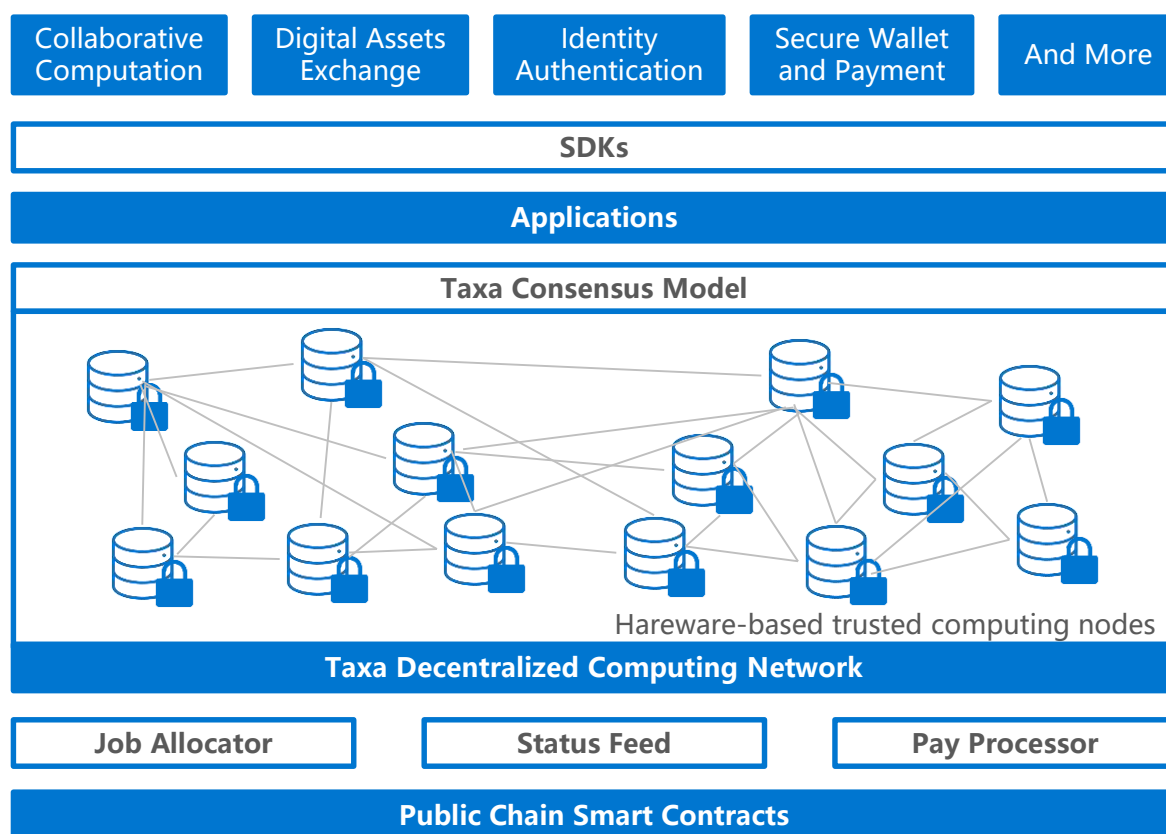 Collaborative
Computation
Digital Assets
Exchange
Identity
Authentication
Secure Wallet
and Payment
And More
SDKs
Applications
Taxa Consensus Model
Hareware-based trusted computing nodes
Taxa Decentralized Computing Network
Job Allocator
Status Feed
Pay Processor
Public Chain Smart Contracts